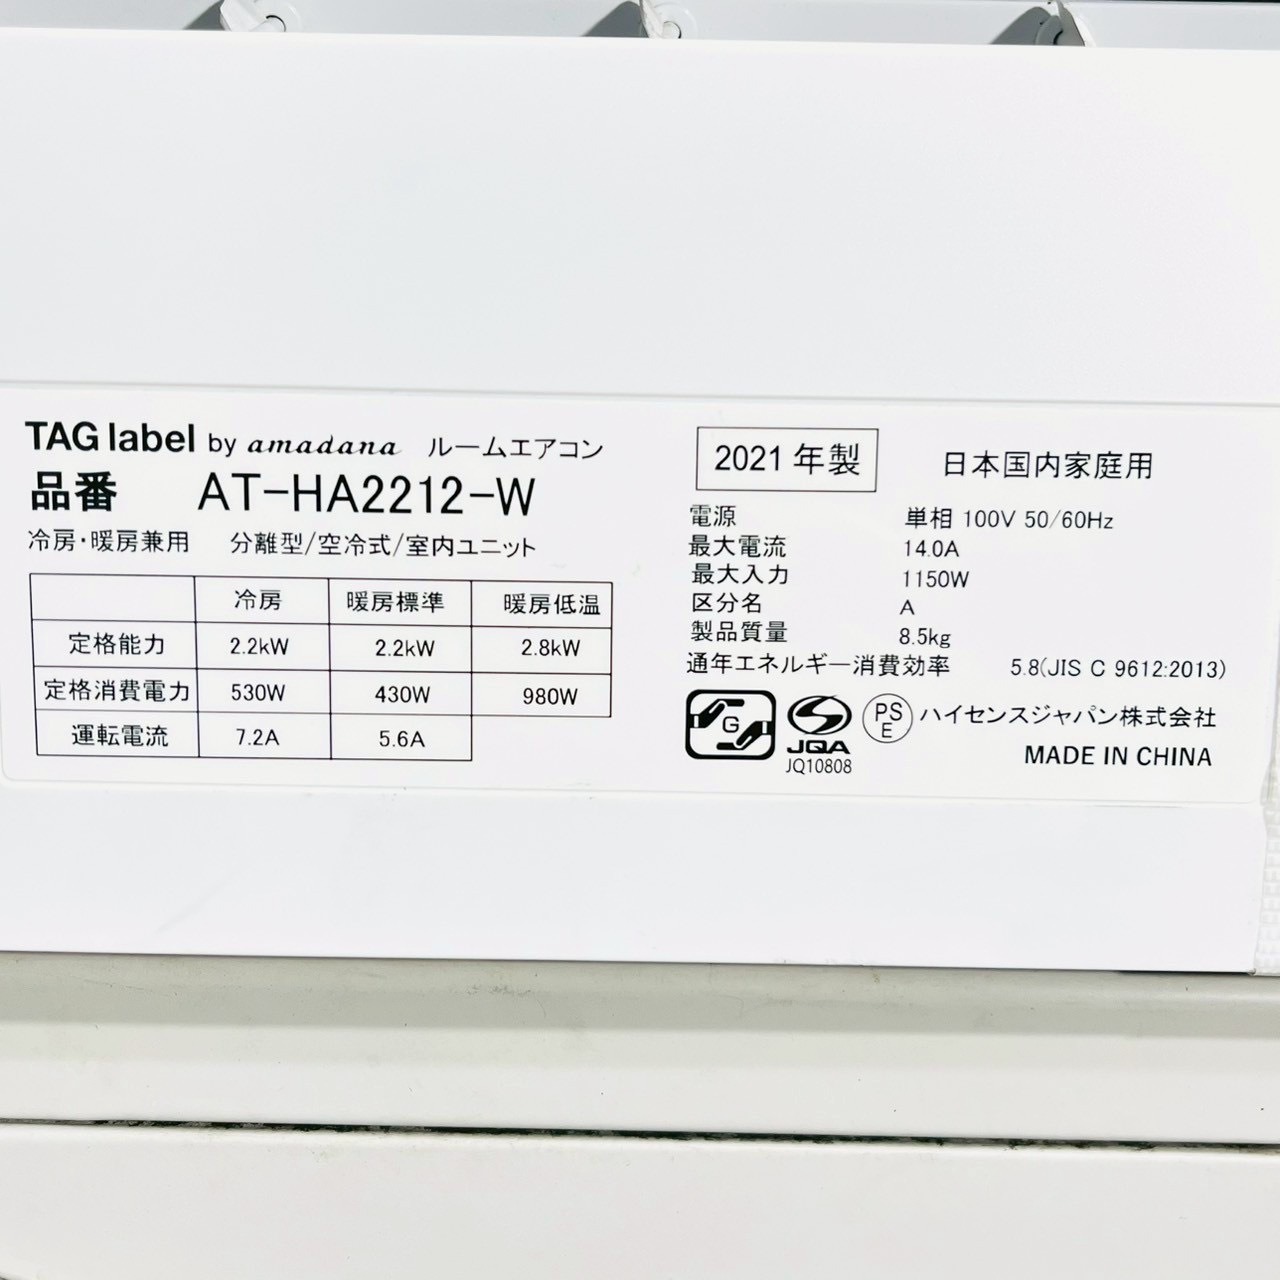 TAG label by amadana ルームエアコン
品番 AT-HA2212-W
冷房・暖房兼用 分離型/空冷式/室内ユニット
冷房 暖房標準 暖房低温
定格能力 2.2kW 2.2kW 2.8kW
定格消費電力 530W 430W 980W
運転電流 7.2A 5.6A
2021年製 日本国内家庭用
電源 単相 100V 50/60Hz
最大電流 14.0A
最大入力 1150W
区分名 A
製品質量 8.5kg
通年エネルギー消費効率 5.8(JIS C 9612:2013)
G JQA PSE ハイセンスジャパン株式会社
JQ10808
MADE IN CHINA